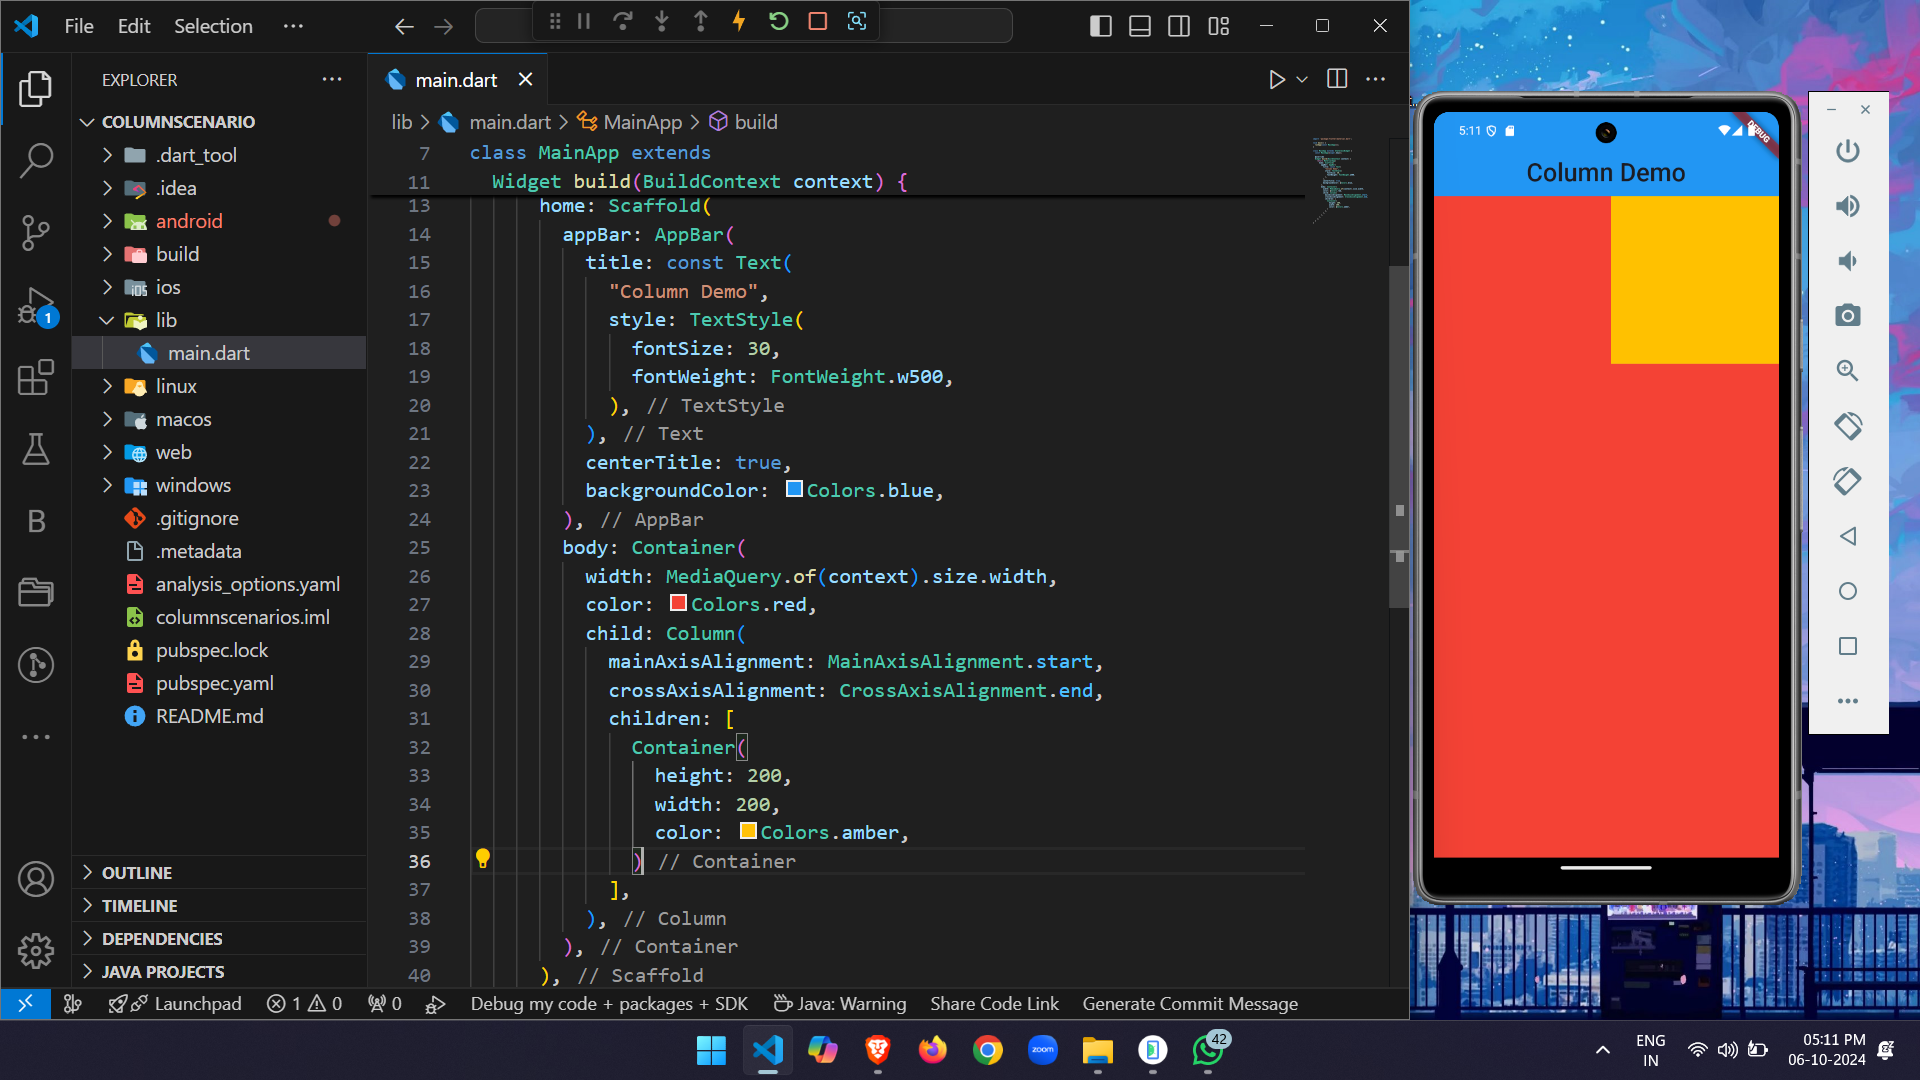 File Edit Selection ···
EXPLORER
main.dart
COLUMNSCENARIO
.dart_tool
.idea
android
build
ios
lib
main.dart
linux
macos
web
windows
.gitignore
.metadata
analysis_options.yaml
columnscenarios.iml
pubspec.lock
pubspec.yaml
README.md
OUTLINE
TIMELINE
DEPENDENCIES
JAVA PROJECTS
1
B
lib > main.dart > MainApp > build
7 class MainApp extends
11 Widget build(BuildContext context) {
13 home: Scaffold(
14 appBar: AppBar(
15 title: const Text(
16 "Column Demo",
17 style: TextStyle(
18 fontSize: 30,
19 fontWeight: FontWeight.w500,
20 ), // TextStyle
21 ), // Text
22 centerTitle: true,
23 backgroundColor: Colors.blue,
24 ), // AppBar
25 body: Container(
26 width: MediaQuery.of(context).size.width,
27 color: Colors.red,
28 child: Column(
29 mainAxisAlignment: MainAxisAlignment.start,
30 crossAxisAlignment: CrossAxisAlignment.end,
31 children: [
32 Container(
33 height: 200,
34 width: 200,
35 color: Colors.amber,
36 ) // Container
37 ],
38 ), // Column
39 ), // Container
40 ), // Scaffold
5:11
DEBUG
Column Demo
Launchpad 1 0 0 Debug my code + packages + SDK Java: Warning Share Code Link Generate Commit Message
zoom
42
ENG
IN
05:11 PM
06-10-2024